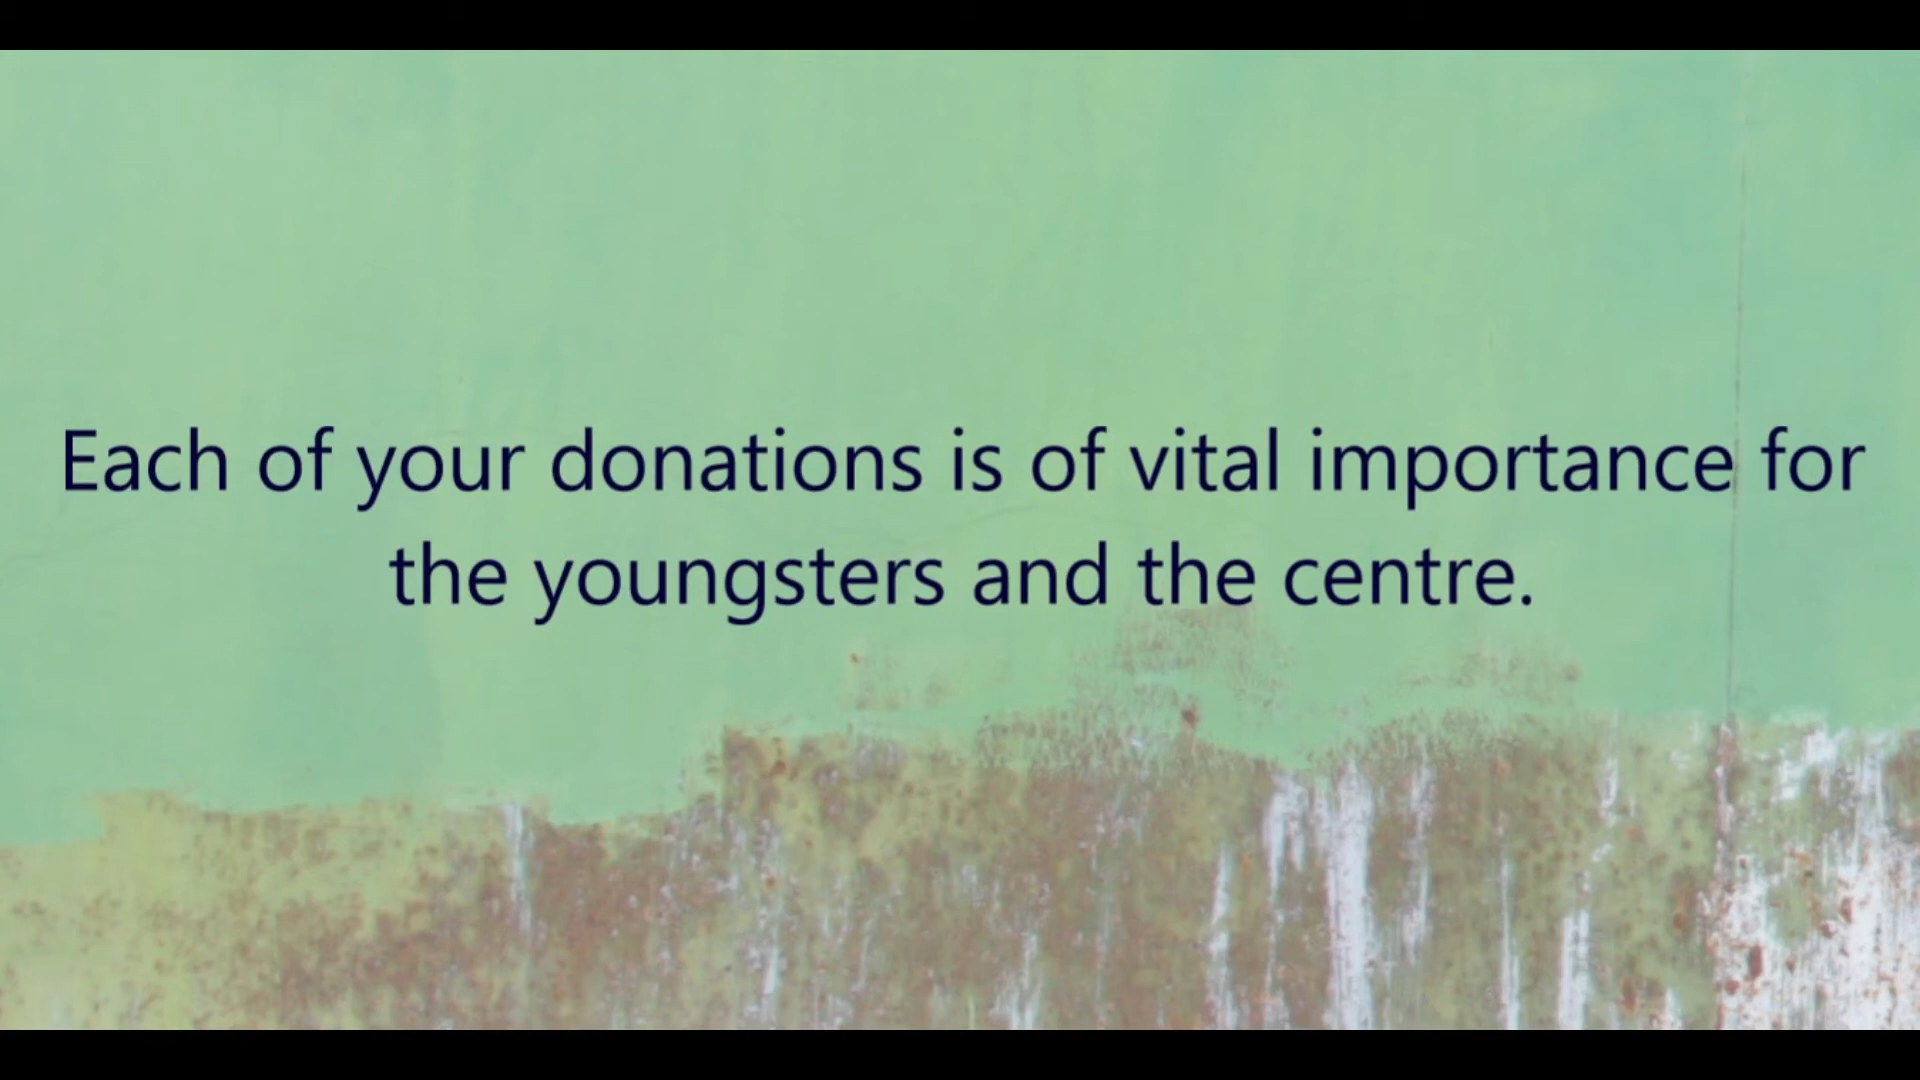 Each of your donations is of vital importance for
the youngsters and the centre.